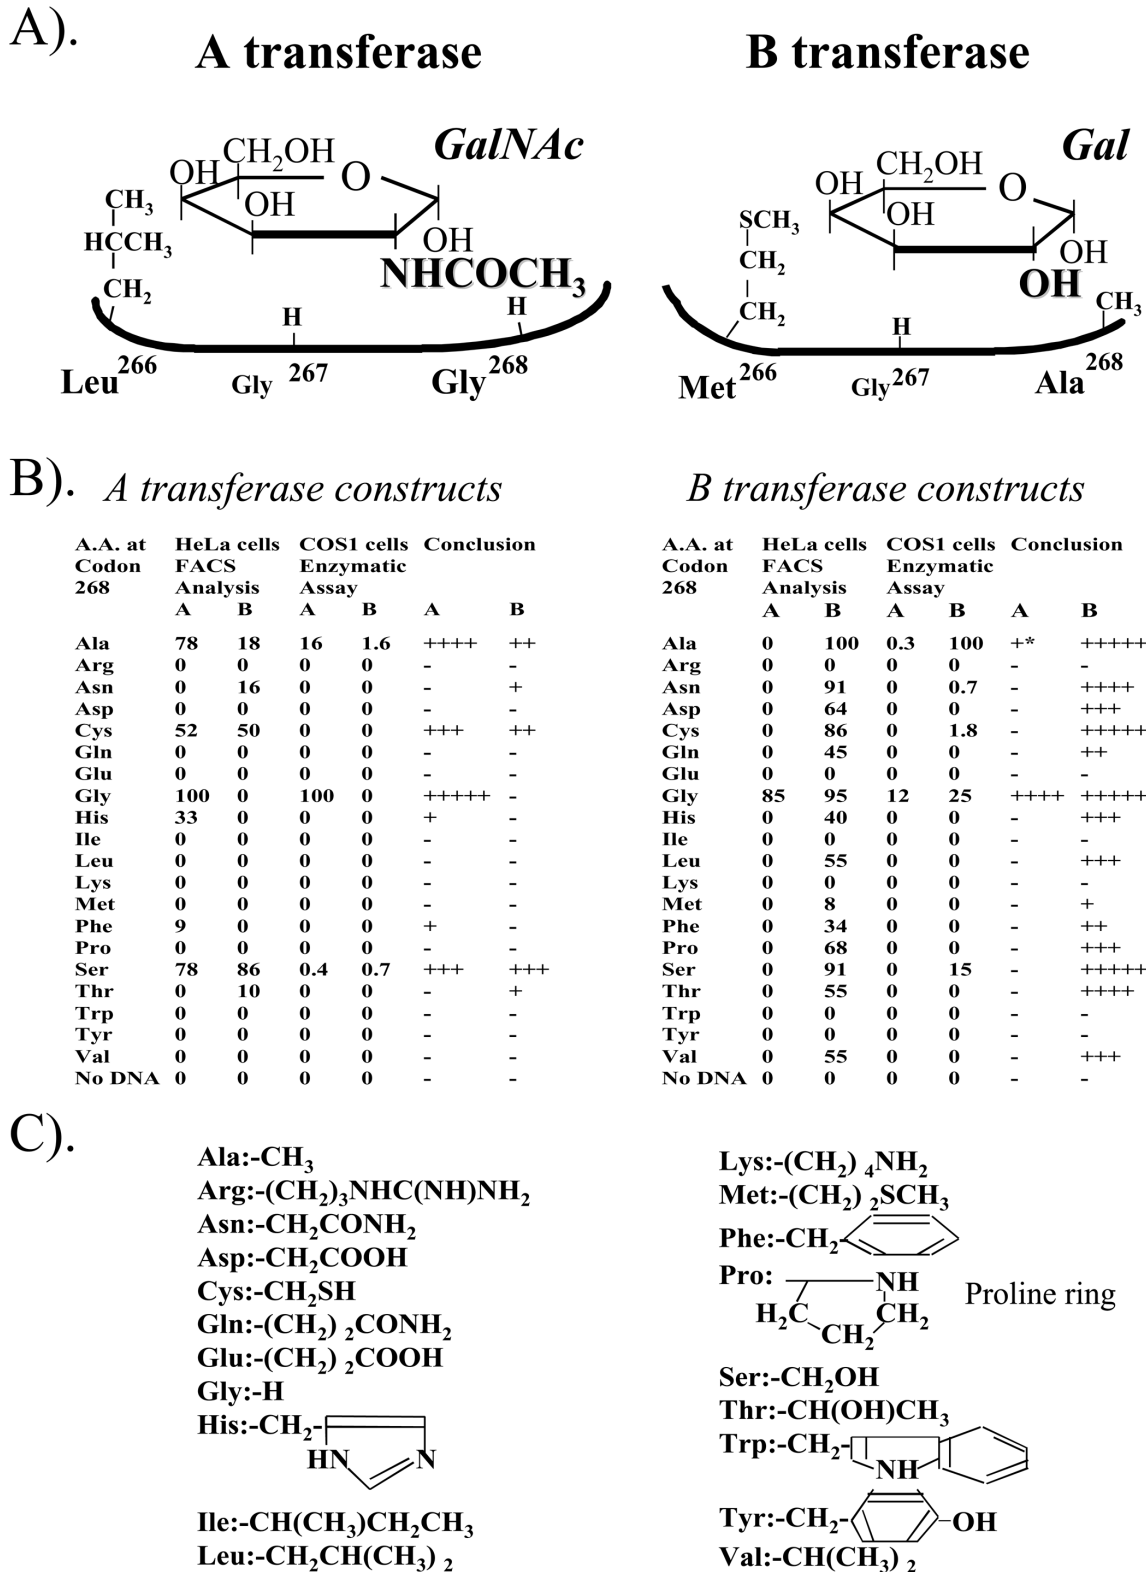 A).
A transferase
B transferase
GalNAc
CH2OH
OH
O
OH
OH
NHCOCH3
CH3
HCCH3
CH2
H
H
Leu266
Gly 267
Gly268
Gal
CH2OH
OH
O
OH
OH
OH
SCH3
CH2
CH2
H
CH3
Met266
Gly267
Ala268
B).
A transferase constructs
A.A. at HeLa cells COS1 cells Conclusion
Codon FACS Enzymatic
268 Analysis Assay
A B A B A B
Ala 78 18 16 1.6 ++++ ++
Arg 0 0 0 0 - -
Asn 0 16 0 0 - +
Asp 0 0 0 0 - -
Cys 52 50 0 0 +++ ++
Gln 0 0 0 0 - -
Glu 0 0 0 0 - -
Gly 100 0 100 0 +++++ -
His 33 0 0 0 + -
Ile 0 0 0 0 - -
Leu 0 0 0 0 - -
Lys 0 0 0 0 - -
Met 0 0 0 0 - -
Phe 9 0 0 0 + -
Pro 0 0 0 0 - -
Ser 78 86 0.4 0.7 +++ +++
Thr 0 10 0 0 - +
Trp 0 0 0 0 - -
Tyr 0 0 0 0 - -
Val 0 0 0 0 - -
No DNA 0 0 0 0 - -
B transferase constructs
A.A. at HeLa cells COS1 cells Conclusion
Codon FACS Enzymatic
268 Analysis Assay
A B A B A B
Ala 0 100 0.3 100 +* +++++
Arg 0 0 0 0 - -
Asn 0 91 0 0.7 - ++++
Asp 0 64 0 0 - +++
Cys 0 86 0 1.8 - +++++
Gln 0 45 0 0 - ++
Glu 0 0 0 0 - -
Gly 85 95 12 25 ++++ +++++
His 0 40 0 0 - +++
Ile 0 0 0 0 - -
Leu 0 55 0 0 - +++
Lys 0 0 0 0 - -
Met 0 8 0 0 - +
Phe 0 34 0 0 - ++
Pro 0 68 0 0 - +++
Ser 0 91 0 15 - +++++
Thr 0 55 0 0 - ++++
Trp 0 0 0 0 - -
Tyr 0 0 0 0 - -
Val 0 55 0 0 - +++
No DNA 0 0 0 0 - -
C).
Ala:-CH3
Arg:-(CH2)3NHC(NH)NH2
Asn:-CH2CONH2
Asp:-CH2COOH
Cys:-CH2SH
Gln:-(CH2) 2CONH2
Glu:-(CH2) 2COOH
Gly:-H
His:-CH2-
HN N
Ile:-CH(CH3)CH2CH3
Leu:-CH2CH(CH3) 2
Lys:-(CH2) 4NH2
Met:-(CH2) 2SCH3
Phe:-CH2-
Pro: NH Proline ring
H2C CH2
CH2
Ser:-CH2OH
Thr:-CH(OH)CH3
Trp:-CH2-
NH
Tyr:-CH2- -OH
Val:-CH(CH3) 2